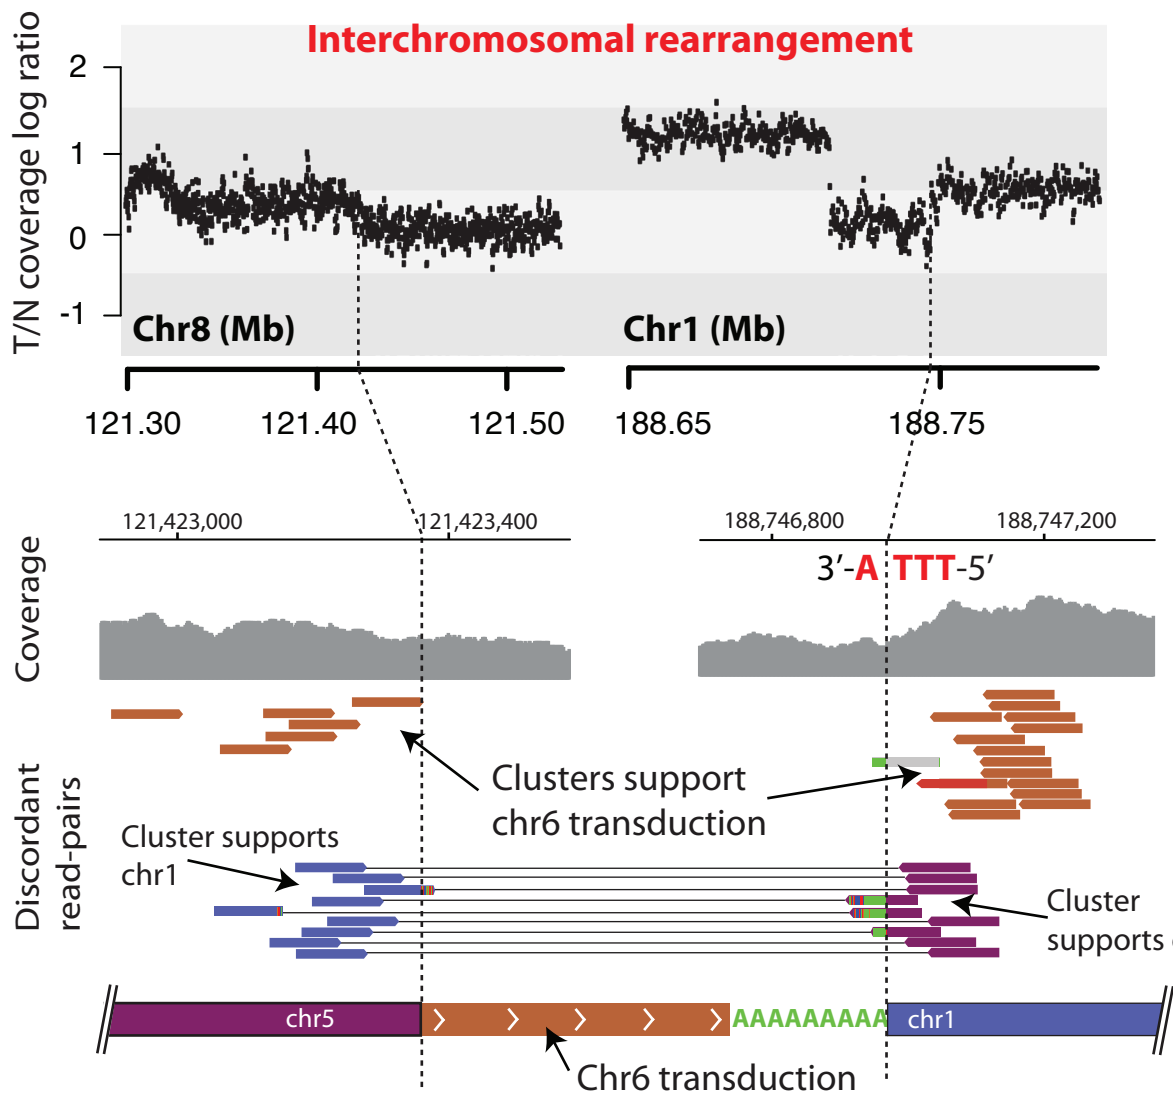 Interchromosomal rearrangement
T/N coverage log ratio
2
1
0
-1
Chr8 (Mb)
Chr1 (Mb)
121.30
121.40
121.50
188.65
188.75
121,423,000
121,423,400
188,746,800
188,747,200
3′-A TTT-5′
Coverage
Discordant
read-pairs
Clusters support
chr6 transduction
Cluster supports
chr1
Cluster
supports
chr5
AAAAAAAAA
chr1
Chr6 transduction